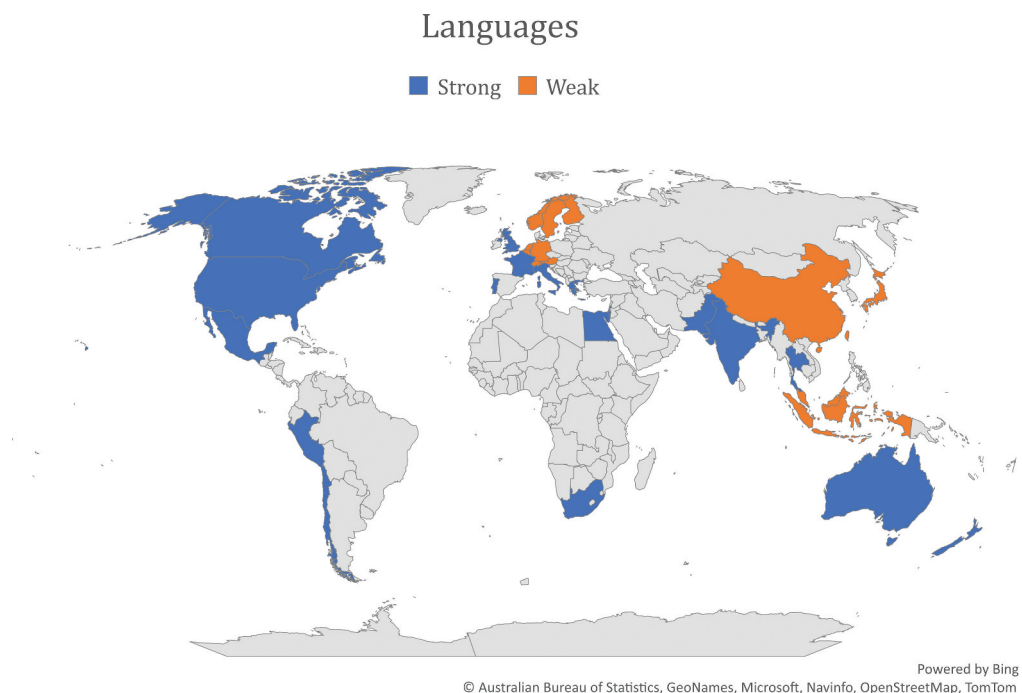 Languages
Strong Weak
Powered by Bing
© Australian Bureau of Statistics, GeoNames, Microsoft, Navinfo, OpenStreetMap, TomTom